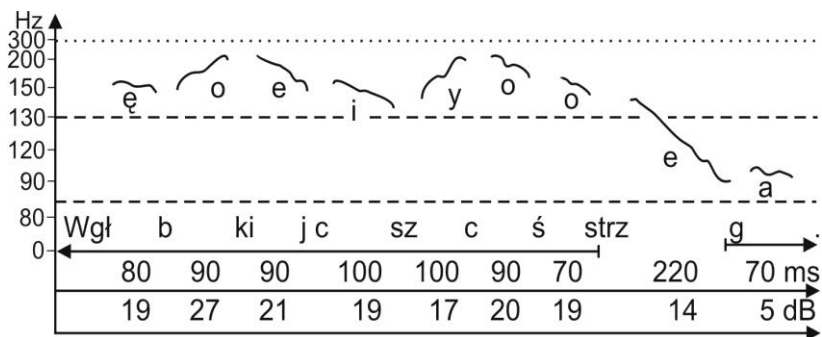 Hz
300
200
ę o e i y o o
150
130
120
e
90
a
80
Wgł b ki j c sz c ś strz g .
0
80 90 90 100 100 90 70 220 70 ms
19 27 21 19 17 20 19 14 5 dB